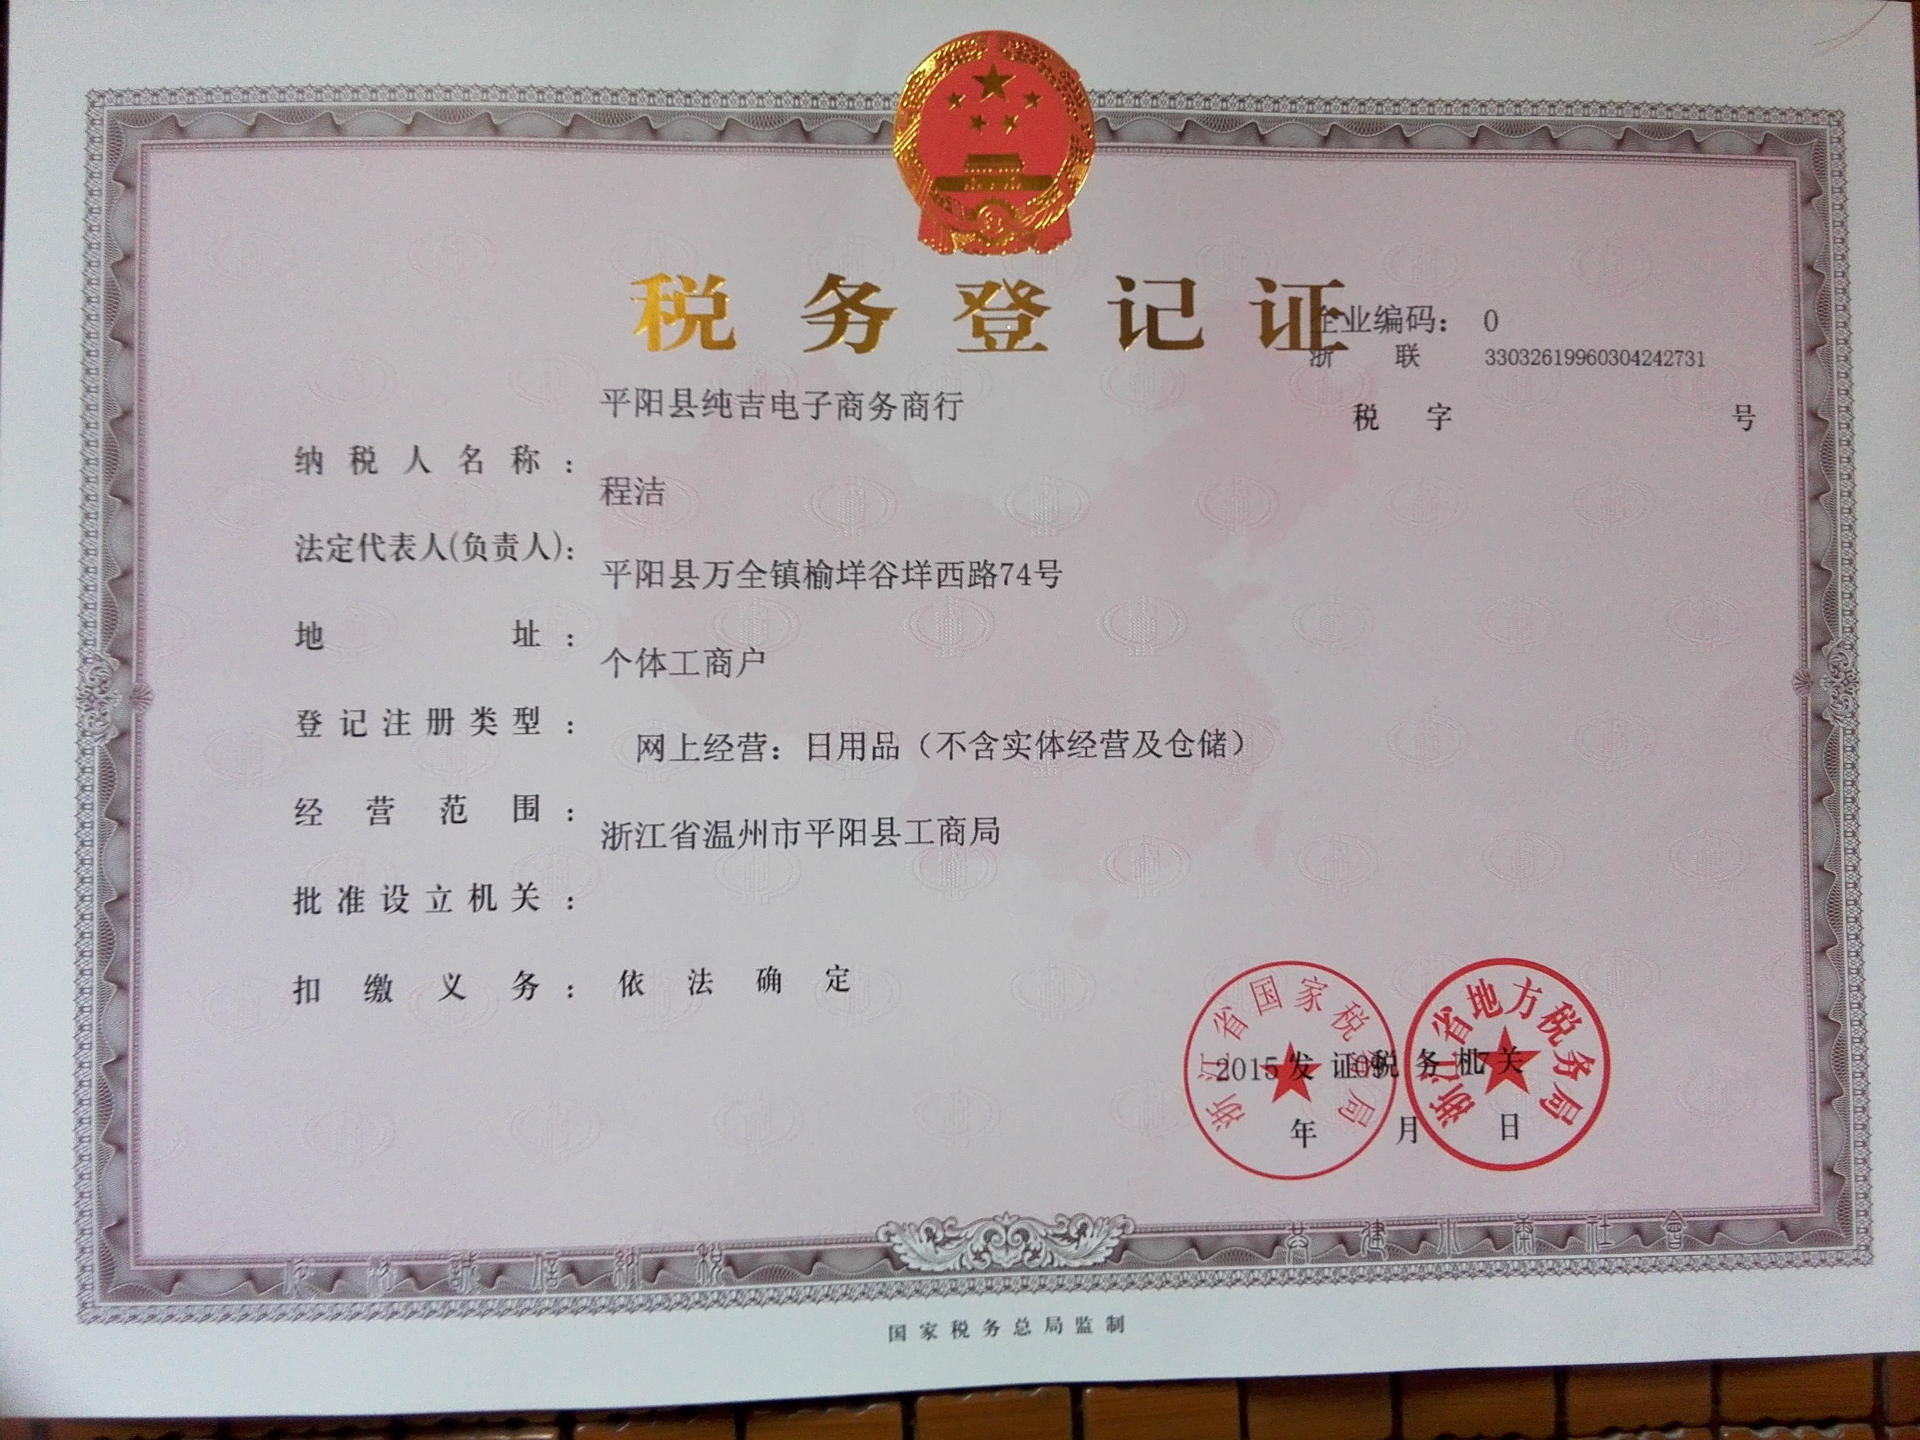 税务登记证
企业编码： 0
浙 联 33032619960304242731
税 字 号
平阳县纯吉电子商务商行
纳税人名称：
程洁
法定代表人(负责人)：
平阳县万全镇榆垟谷垟西路74号
地 址：
个体工商户
登记注册类型：
网上经营：日用品（不含实体经营及仓储）
经营范围：
浙江省温州市平阳县工商局
批准设立机关：
扣缴义务： 依法确定
浙江省国家税务局
浙江省地方税务局
发证税务机关
2015
年 月 日
共建小康社会
国家税务总局监制